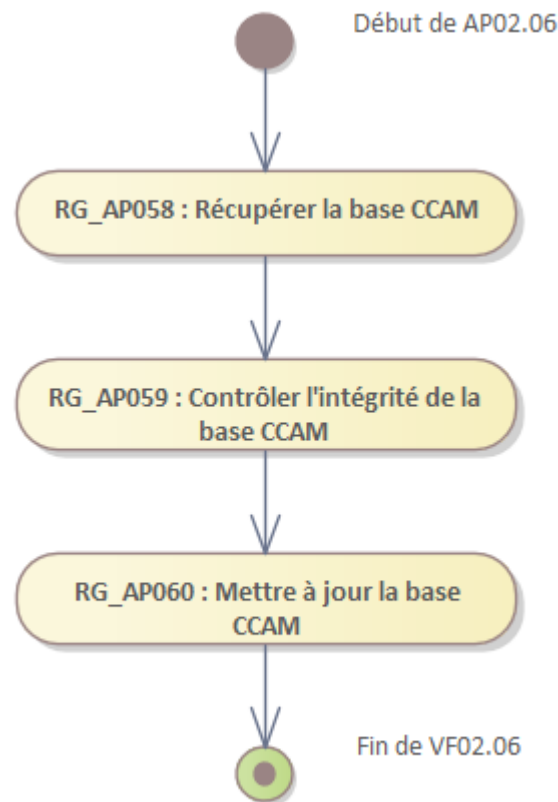 Début de AP02.06
RG_AP058 : Récupérer la base CCAM
RG_AP059 : Contrôler l'intégrité de la
base CCAM
RG_AP060 : Mettre à jour la base
CCAM
Fin de VF02.06